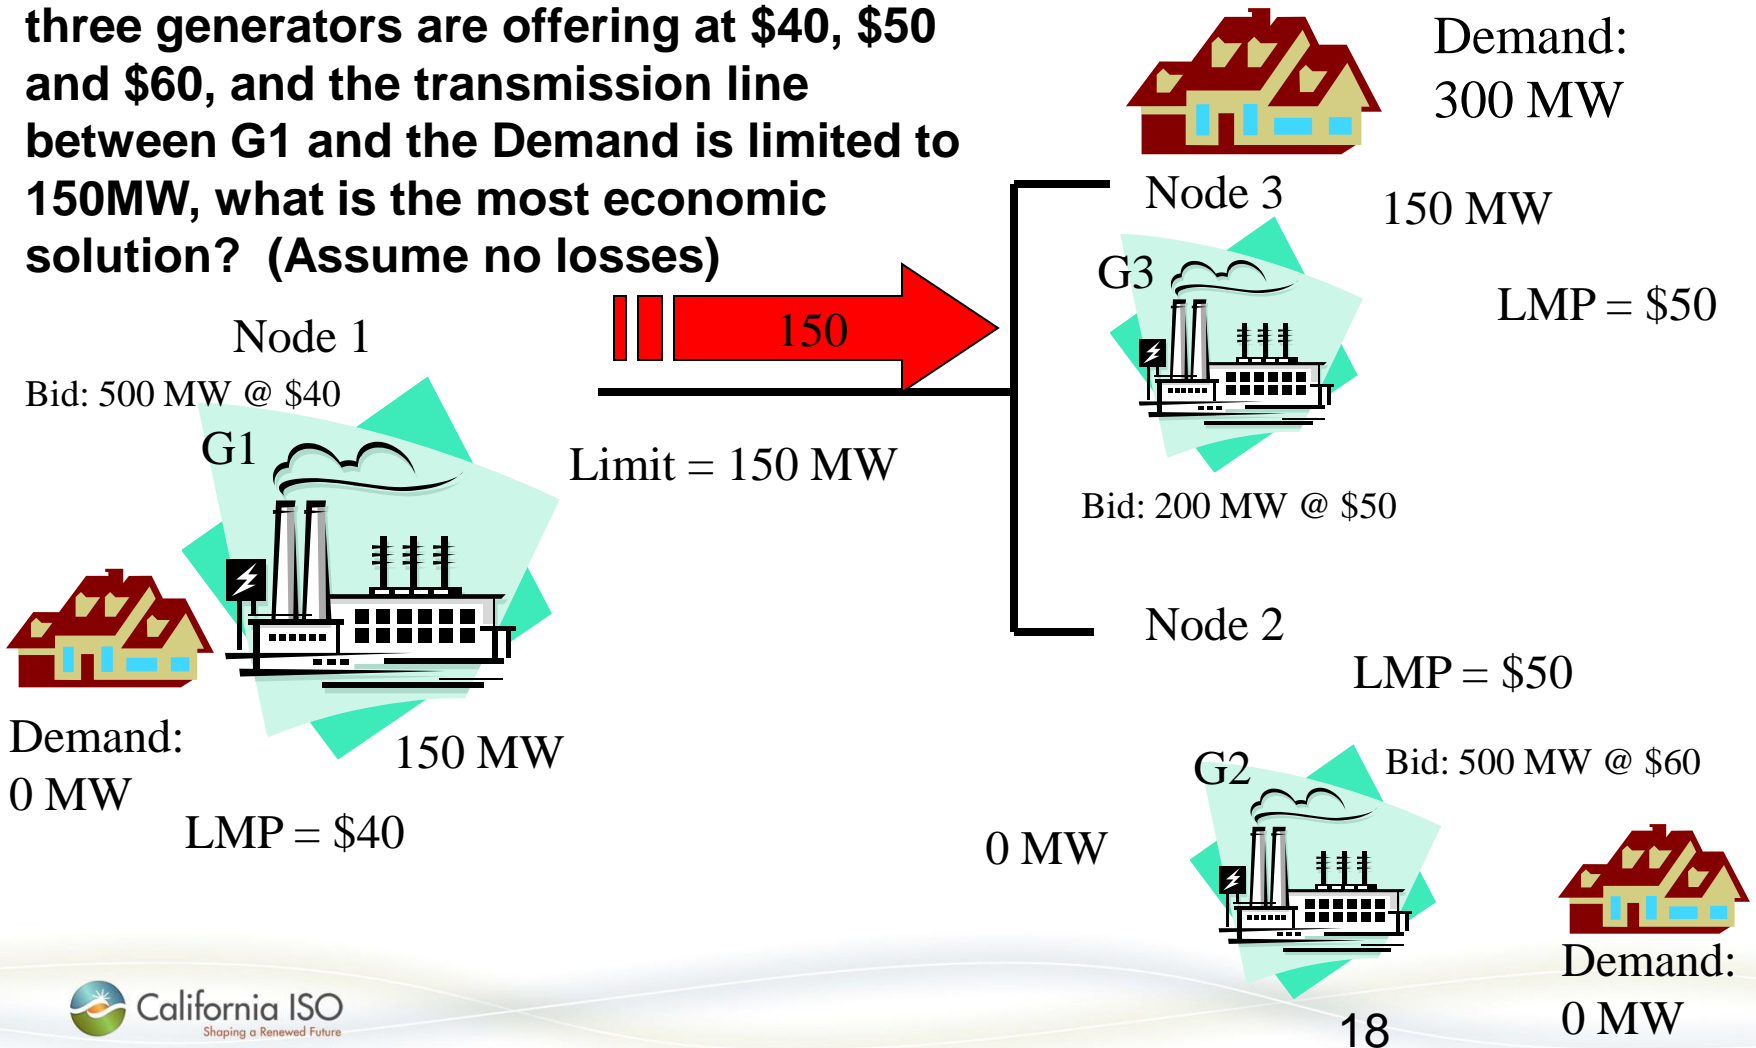 three generators are offering at $40, $50
and $60, and the transmission line
between G1 and the Demand is limited to
150MW, what is the most economic
solution?  (Assume no losses)
Demand:
300 MW
Node 3
150 MW
G3
LMP = $50
150
Node 1
Bid: 500 MW @ $40
G1
Limit = 150 MW
Bid: 200 MW @ $50
Node 2
LMP = $50
Demand:
0 MW
150 MW
LMP = $40
G2
Bid: 500 MW @ $60
0 MW
Demand:
0 MW
California ISO
Shaping a Renewed Future
18